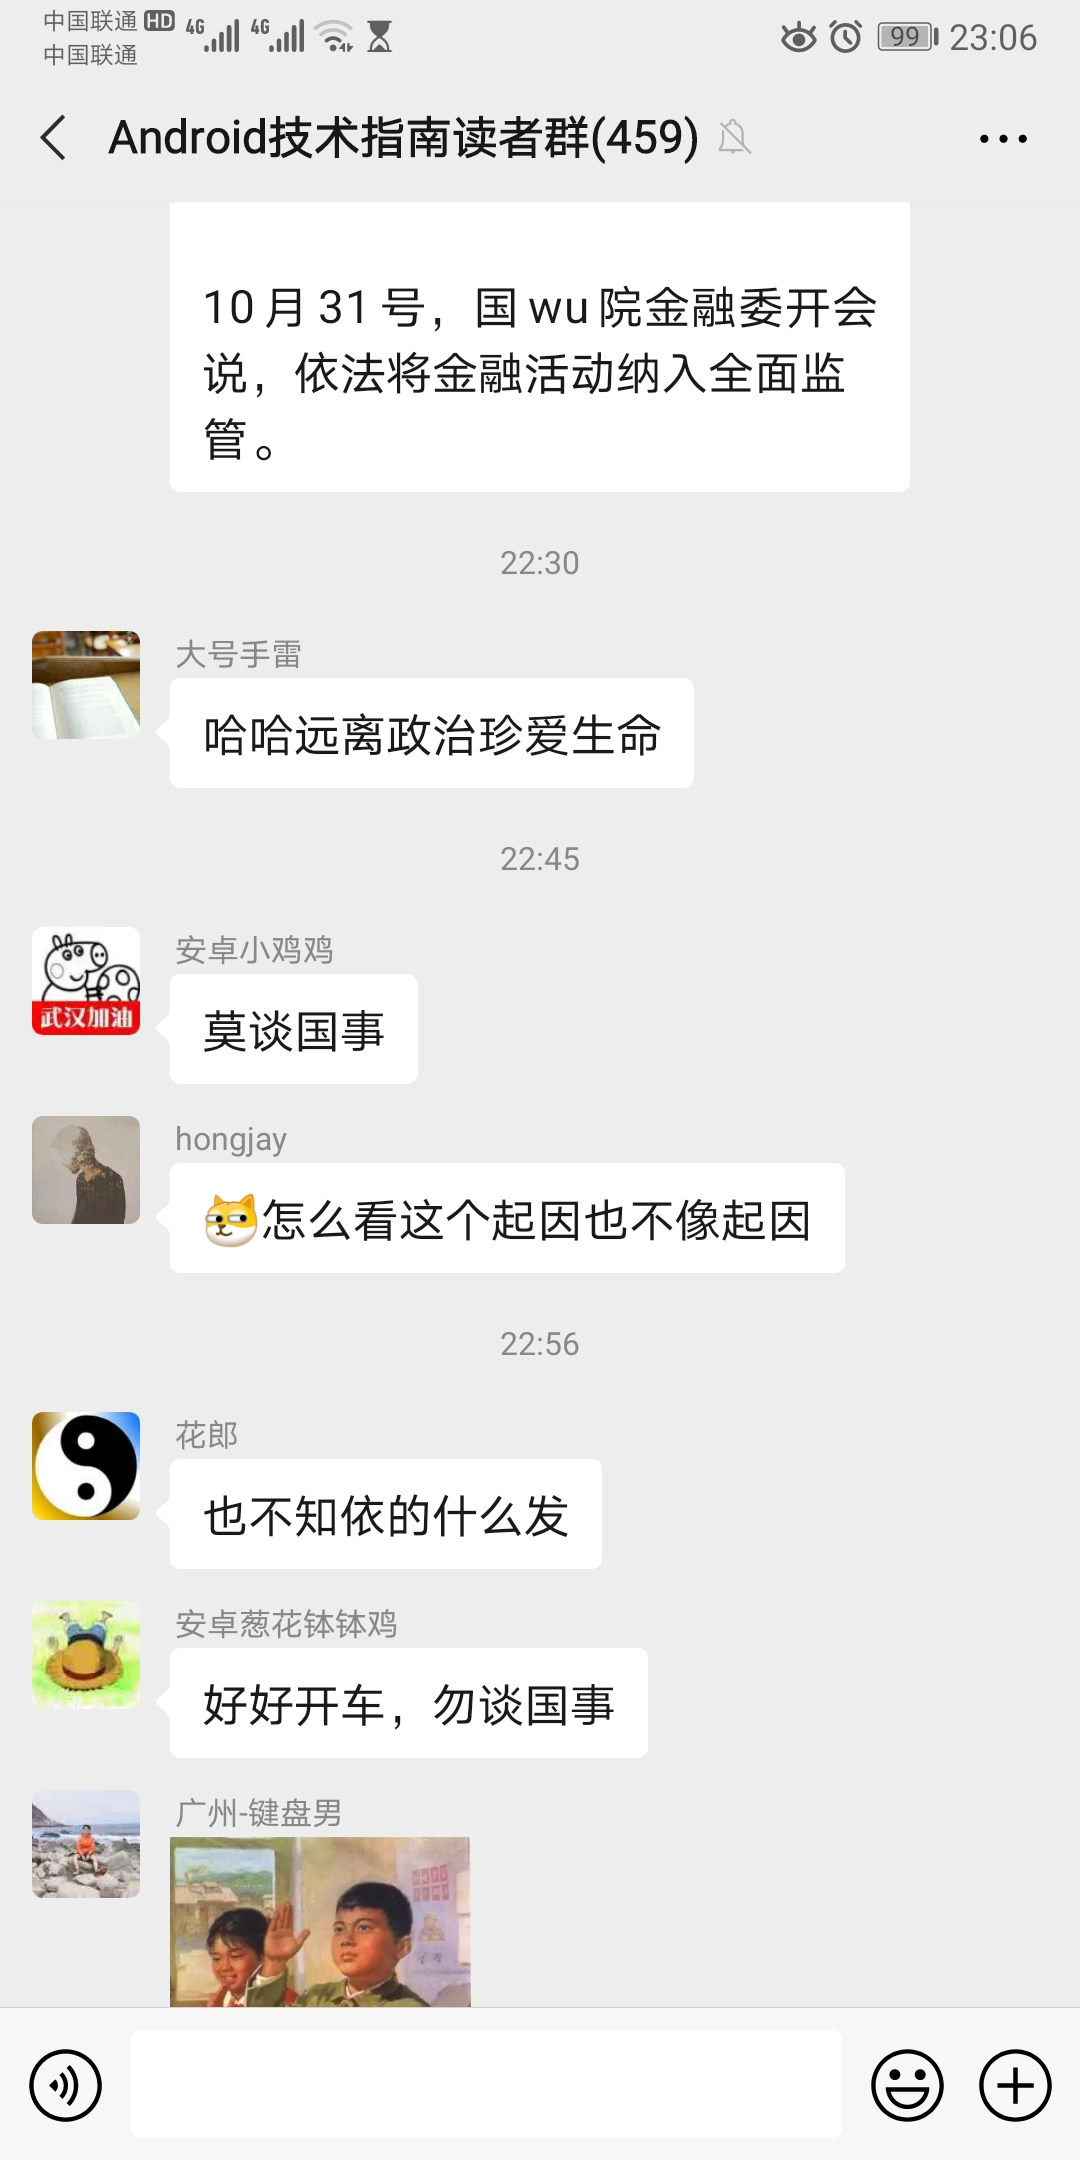 中国联通 HD 4G 4G 99 23:06
中国联通
Android技术指南读者群(459)
10月31号，国wu院金融委开会
说，依法将金融活动纳入全面监
管。
22:30
大号手雷
哈哈远离政治珍爱生命
22:45
安卓小鸡鸡
武汉加油
莫谈国事
hongjay
怎么看这个起因也不像起因
22:56
花郎
也不知依的什么发
安卓葱花钵钵鸡
好好开车，勿谈国事
广州-键盘男